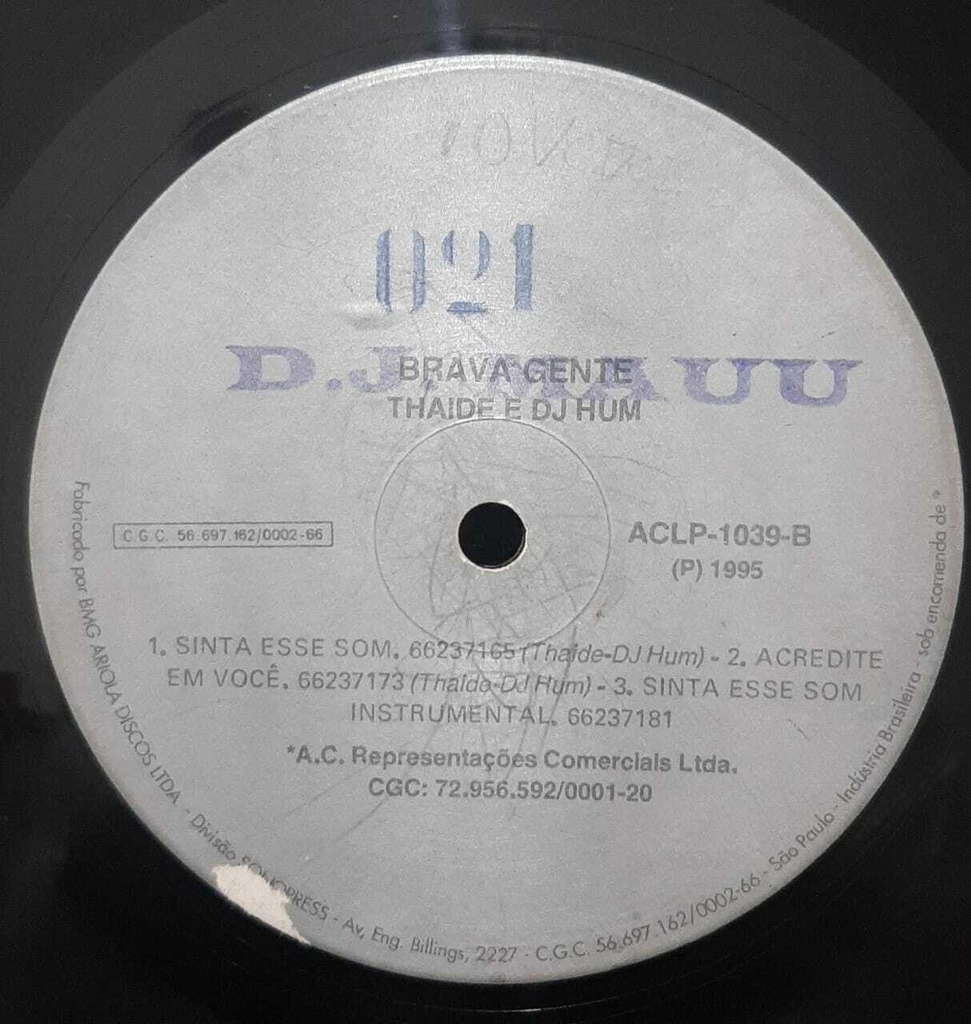 021
D.J. MAUU
BRAVA GENTE
THAIDE E DJ HUM
C.G.C. 56.697.162/0002-66
ACLP-1039-B
(P) 1995
1. SINTA ESSE SOM. 66237165 (Thaide-DJ Hum) - 2. ACREDITE
EM VOCÊ. 66237173 (Thaide-DJ Hum) - 3. SINTA ESSE SOM
INSTRUMENTAL. 66237181
*A.C. Representações Comerciais Ltda.
CGC: 72.956.592/0001-20
Fabricado por BMG ARIOLA DISCOS LTDA - Divisão SONOPRESS - Av, Eng. Billings, 2227 - C.G.C. 56.697.162/0002-66 - São Paulo - Indústria Brasileira - sob encomenda de *